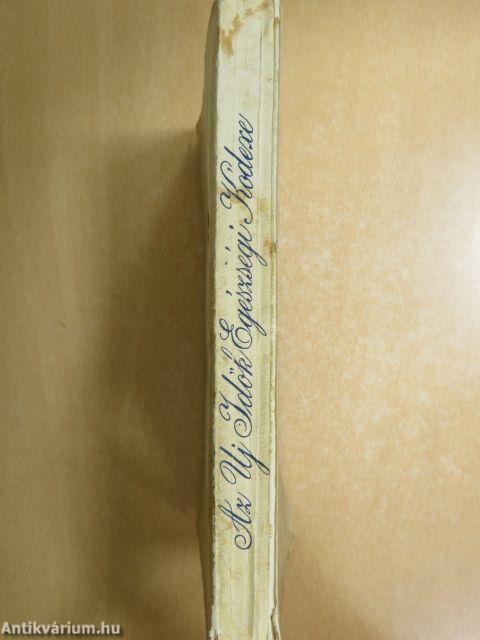 Az Uj Idők Egészségi Kódexe
Antikvárium.hu